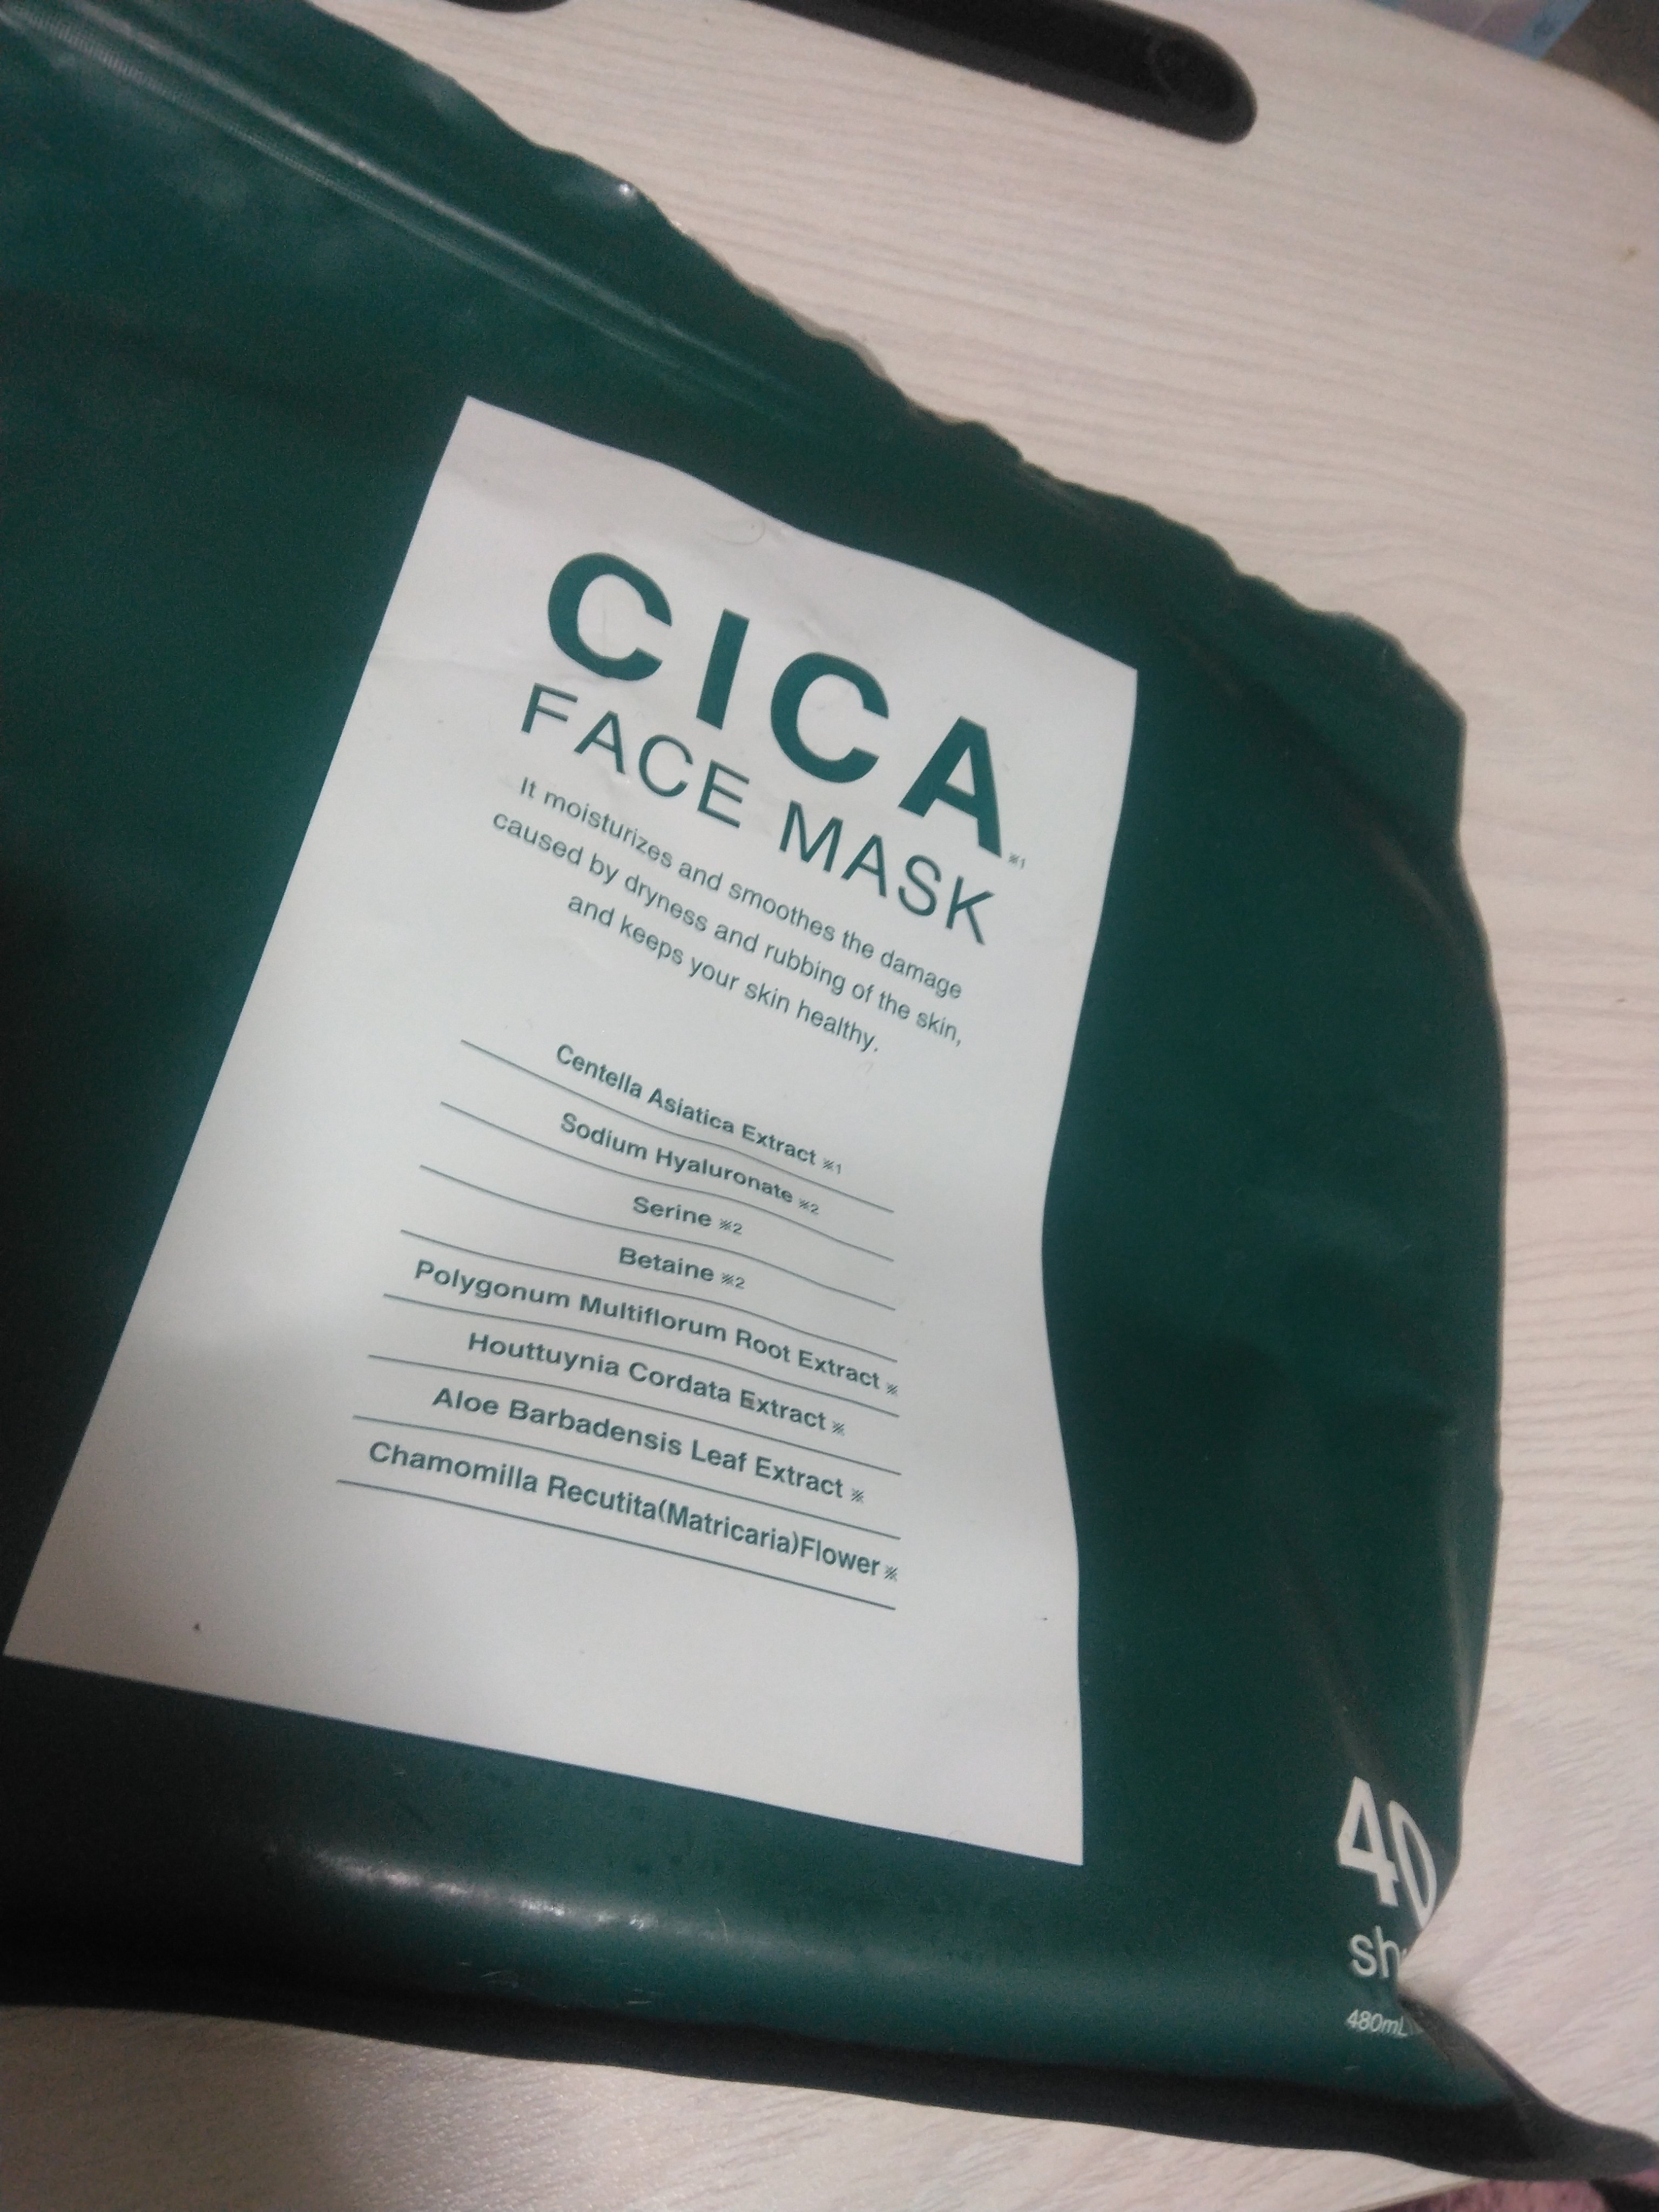 CICA ※1
FACE MASK
It moisturizes and smoothes the damage
caused by dryness and rubbing of the skin,
and keeps your skin healthy.
Centella Asiatica Extract ※1
Sodium Hyaluronate ※2
Serine ※2
Betaine ※2
Polygonum Multiflorum Root Extract ※
Houttuynia Cordata Extract ※
Aloe Barbadensis Leaf Extract ※
Chamomilla Recutita(Matricaria)Flower ※
40
480mL